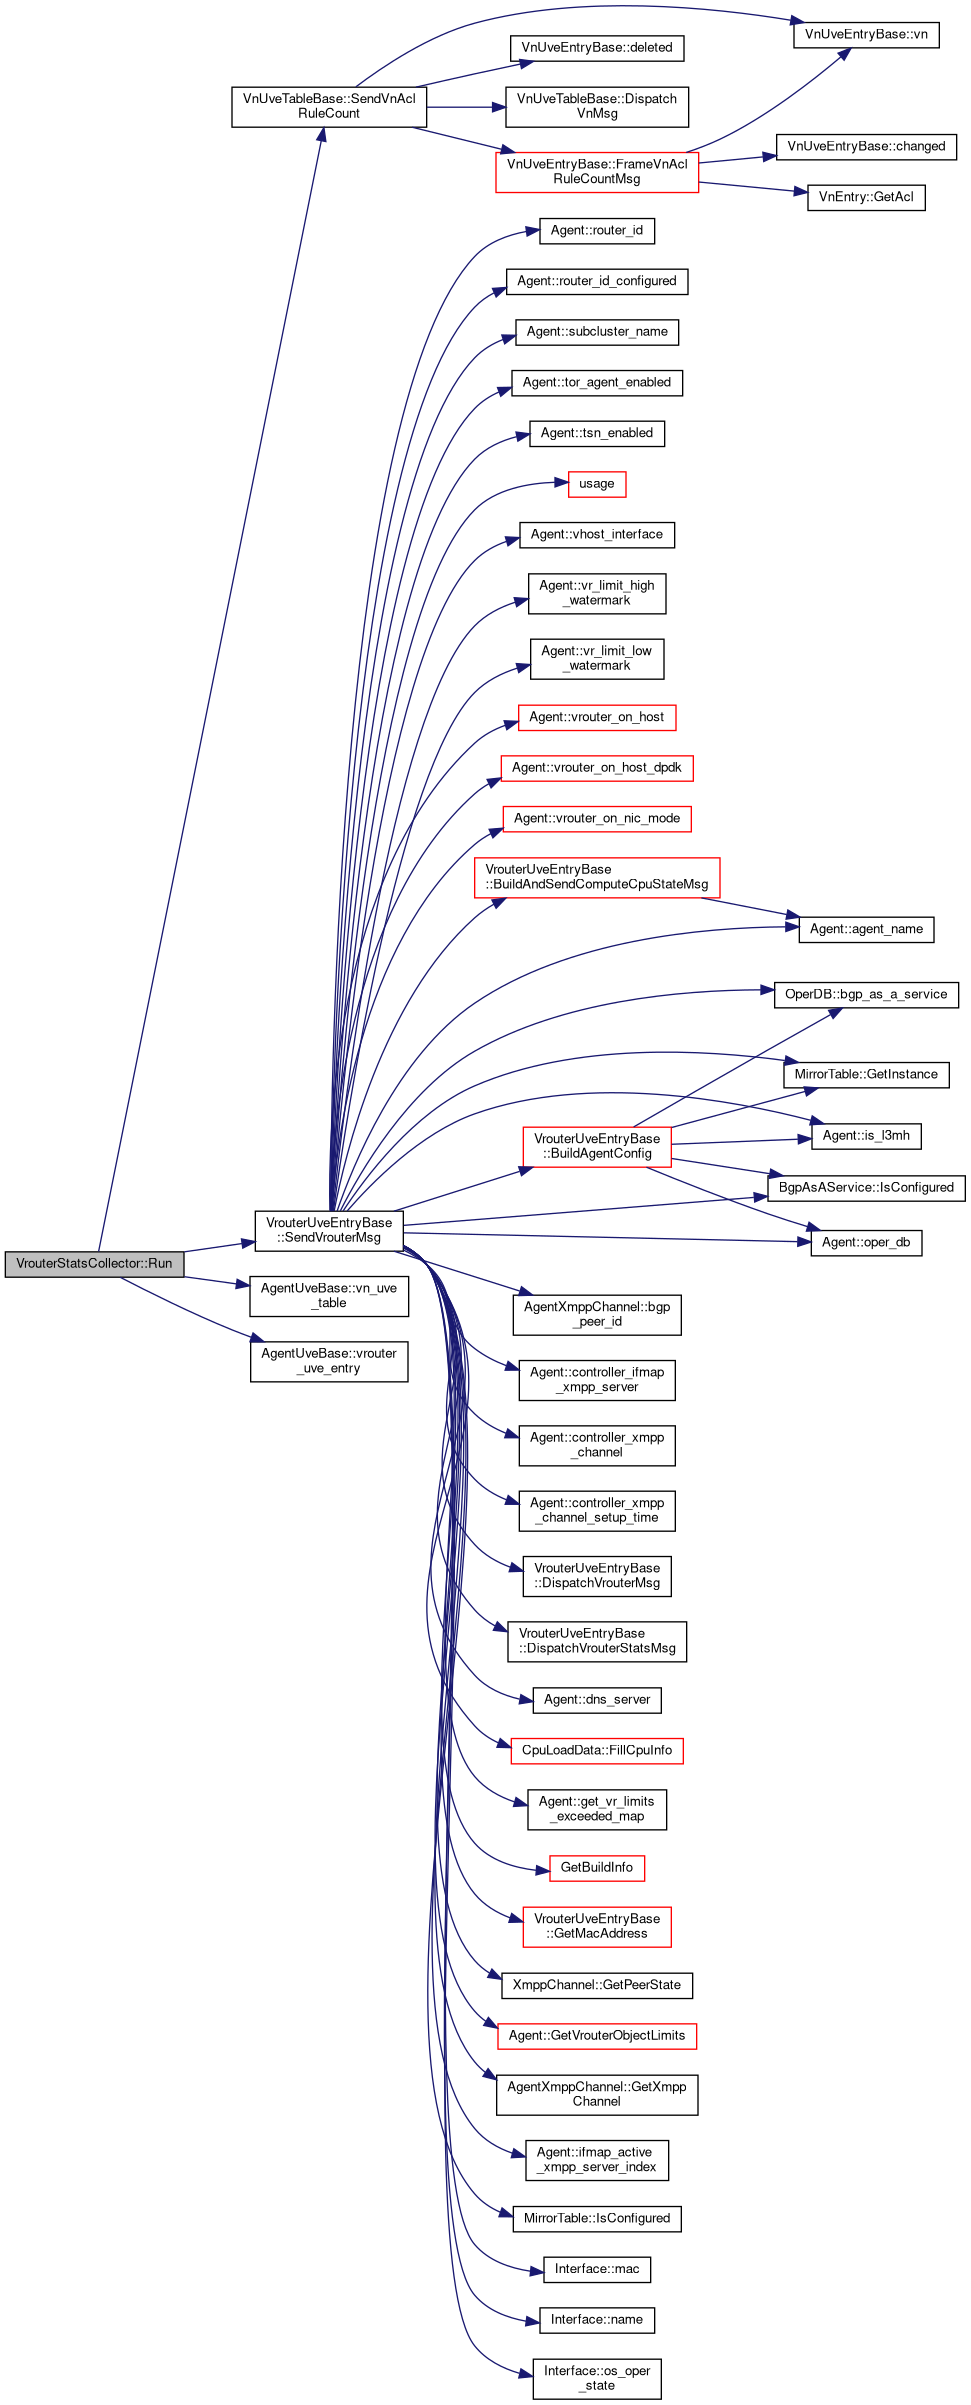 VnUveEntryBase::vn
VnUveEntryBase::deleted
VnUveTableBase::SendVnAcl
RuleCount
VnUveTableBase::Dispatch
VnMsg
VnUveEntryBase::changed
VnUveEntryBase::FrameVnAcl
RuleCountMsg
VnEntry::GetAcl
Agent::router_id
Agent::router_id_configured
Agent::subcluster_name
Agent::tor_agent_enabled
Agent::tsn_enabled
usage
Agent::vhost_interface
Agent::vr_limit_high
_watermark
Agent::vr_limit_low
_watermark
Agent::vrouter_on_host
Agent::vrouter_on_host_dpdk
Agent::vrouter_on_nic_mode
VrouterUveEntryBase
::BuildAndSendComputeCpuStateMsg
Agent::agent_name
OperDB::bgp_as_a_service
MirrorTable::GetInstance
Agent::is_l3mh
VrouterUveEntryBase
::BuildAgentConfig
BgpAsAService::IsConfigured
VrouterUveEntryBase
::SendVrouterMsg
Agent::oper_db
VrouterStatsCollector::Run
AgentUveBase::vn_uve
_table
AgentXmppChannel::bgp
_peer_id
AgentUveBase::vrouter
_uve_entry
Agent::controller_ifmap
_xmpp_server
Agent::controller_xmpp
_channel
Agent::controller_xmpp
_channel_setup_time
VrouterUveEntryBase
::DispatchVrouterMsg
VrouterUveEntryBase
::DispatchVrouterStatsMsg
Agent::dns_server
CpuLoadData::FillCpuInfo
Agent::get_vr_limits
_exceeded_map
GetBuildInfo
VrouterUveEntryBase
::GetMacAddress
XmppChannel::GetPeerState
Agent::GetVrouterObjectLimits
AgentXmppChannel::GetXmpp
Channel
Agent::ifmap_active
_xmpp_server_index
MirrorTable::IsConfigured
Interface::mac
Interface::name
Interface::os_oper
_state